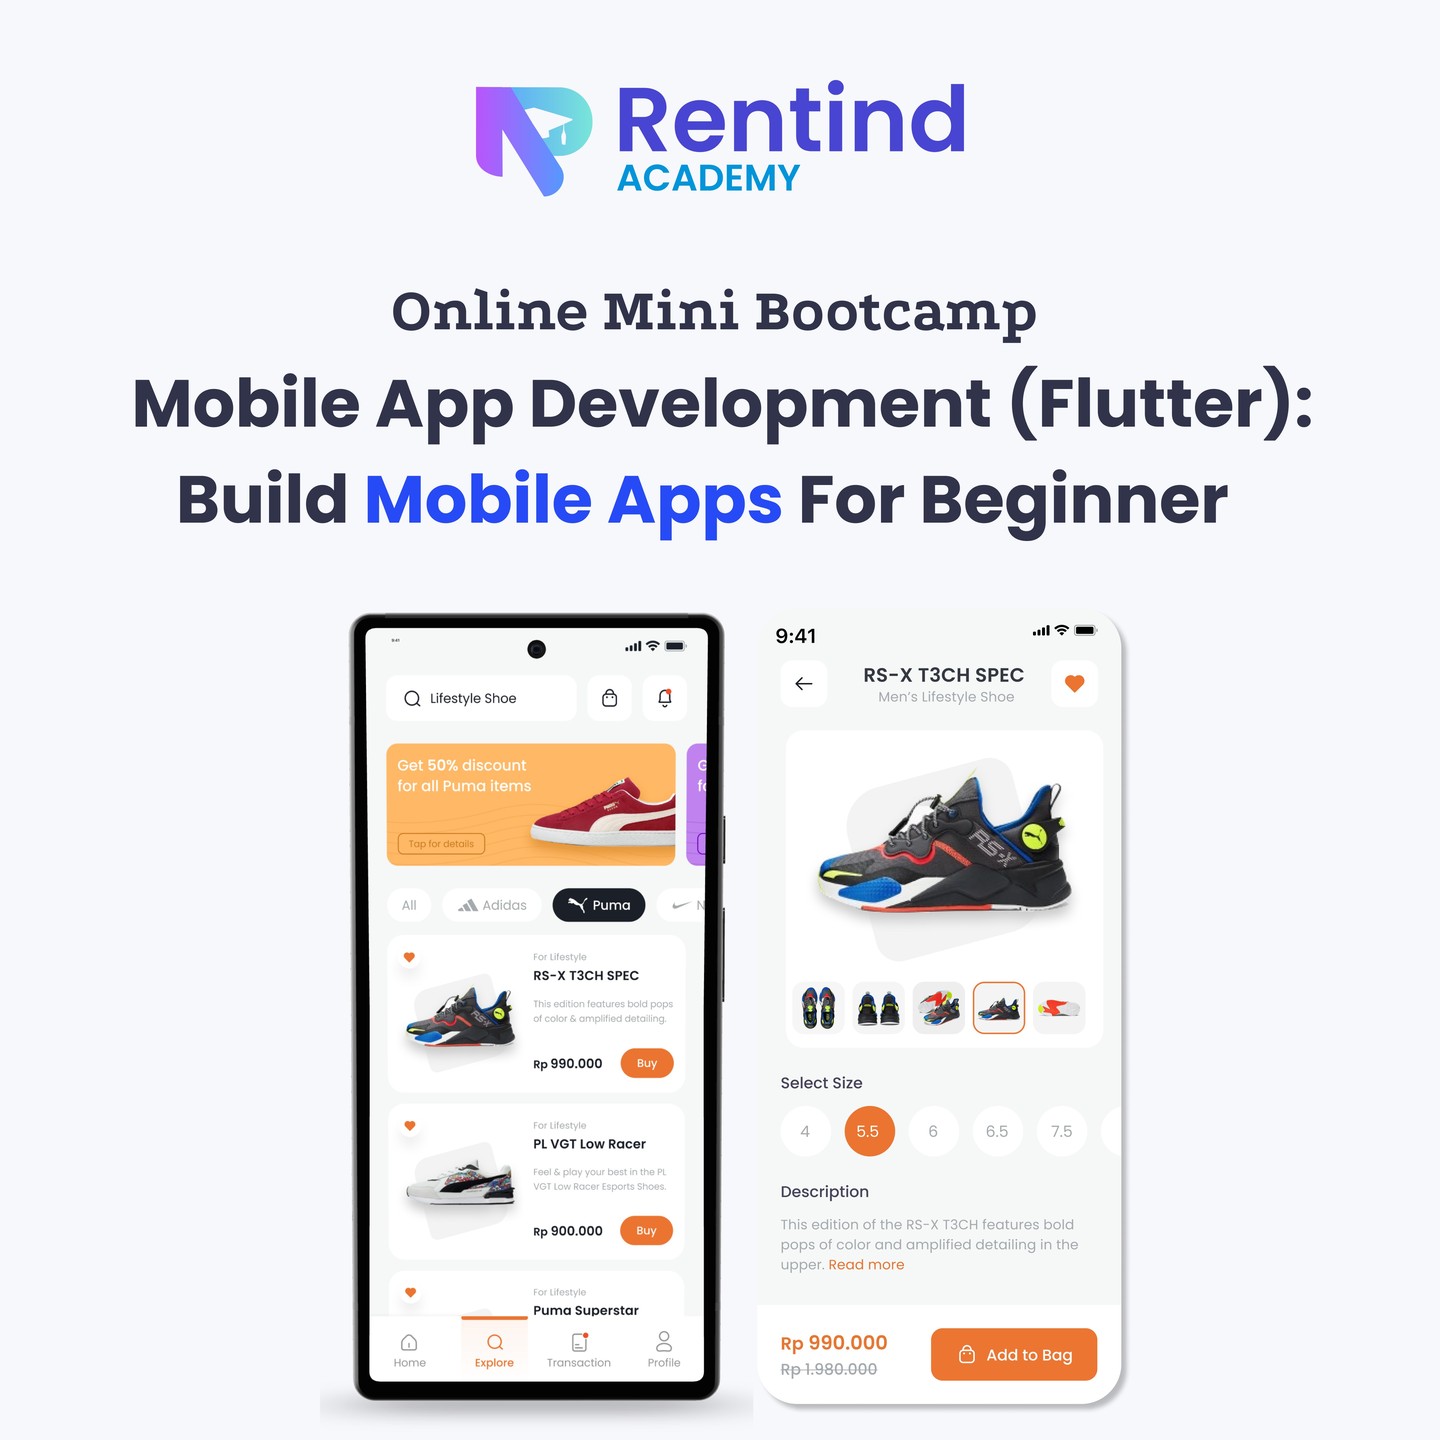 Rentind
ACADEMY
Online Mini Bootcamp
Mobile App Development (Flutter):
Build Mobile Apps For Beginner
9:41
Lifestyle Shoe
Get 50% discount
for all Puma items
Tap for details
G
fo
All
Adidas
Puma
N
For Lifestyle
RS-X T3CH SPEC
This edition features bold pops
of color & amplified detailing.
Rp 990.000
Buy
For Lifestyle
PL VGT Low Racer
Feel & play your best in the PL
VGT Low Racer Esports Shoes.
Rp 900.000
Buy
For Lifestyle
Puma Superstar
Home
Explore
Transaction
Profile
9:41
RS-X T3CH SPEC
Men's Lifestyle Shoe
RS-X
Select Size
4
5.5
6
6.5
7.5
Description
This edition of the RS-X T3CH features bold
pops of color and amplified detailing in the
upper. Read more
Rp 990.000
Rp 1.980.000
Add to Bag